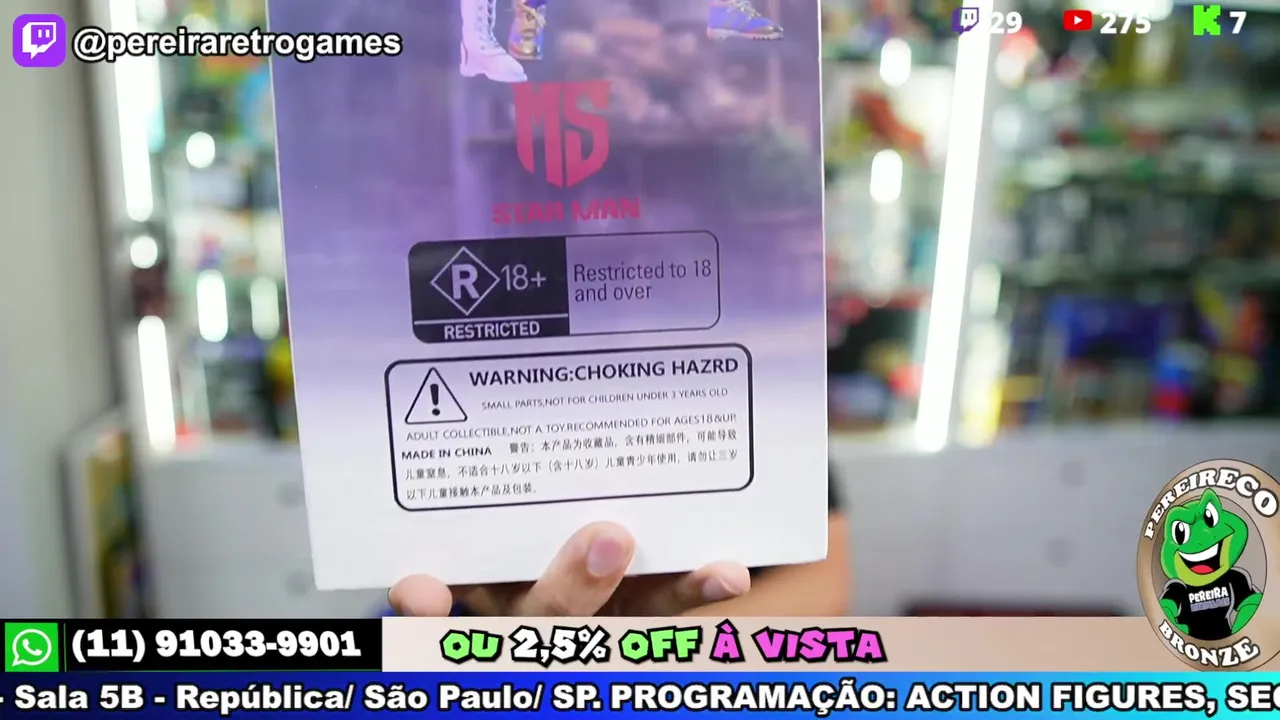 @pereiraretrogames
29
275
7
MS
STAR MAN
R 18+
RESTRICTED
Restricted to 18
and over
WARNING:CHOKING HAZRD
SMALL PARTS,NOT FOR CHILDREN UNDER 3 YEARS OLD
ADULT COLLECTIBLE,NOT A TOY.RECOMMENDED FOR AGES18&UP.
MADE IN CHINA 警告：本产品为收藏品，含有精细部件，可能导致
儿童窒息，不适合十八岁以下（含十八岁）儿童青少年使用，请勿让三岁
以下儿童接触本产品及包装。
PEREIRECO
PEREIRA
BRONZE
(11) 91033-9901
OU 2,5% OFF À VISTA
- Sala 5B - República/ São Paulo/ SP. PROGRAMAÇÃO: ACTION FIGURES, SEG